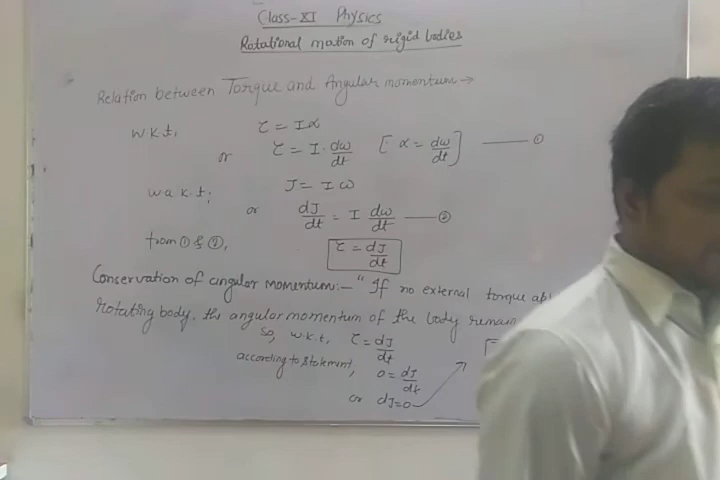 Class-XI Physics
Rotational motion of rigid bodies
Relation between Torque and Angular momentum →
w.k.t, τ = Iα
or τ = I · dω/dt [∵ α = dω/dt] —— ①
w a k.t, J = I ω
or dJ/dt = I dω/dt —— ②
from ① & ②, τ = dJ/dt
Conservation of angular momentum:- "If no external torque
rotating body. the angular momentum of the body remain
So, w.k.t, τ = dJ/dt
according to statement, 0 = dJ/dt
or dJ=0